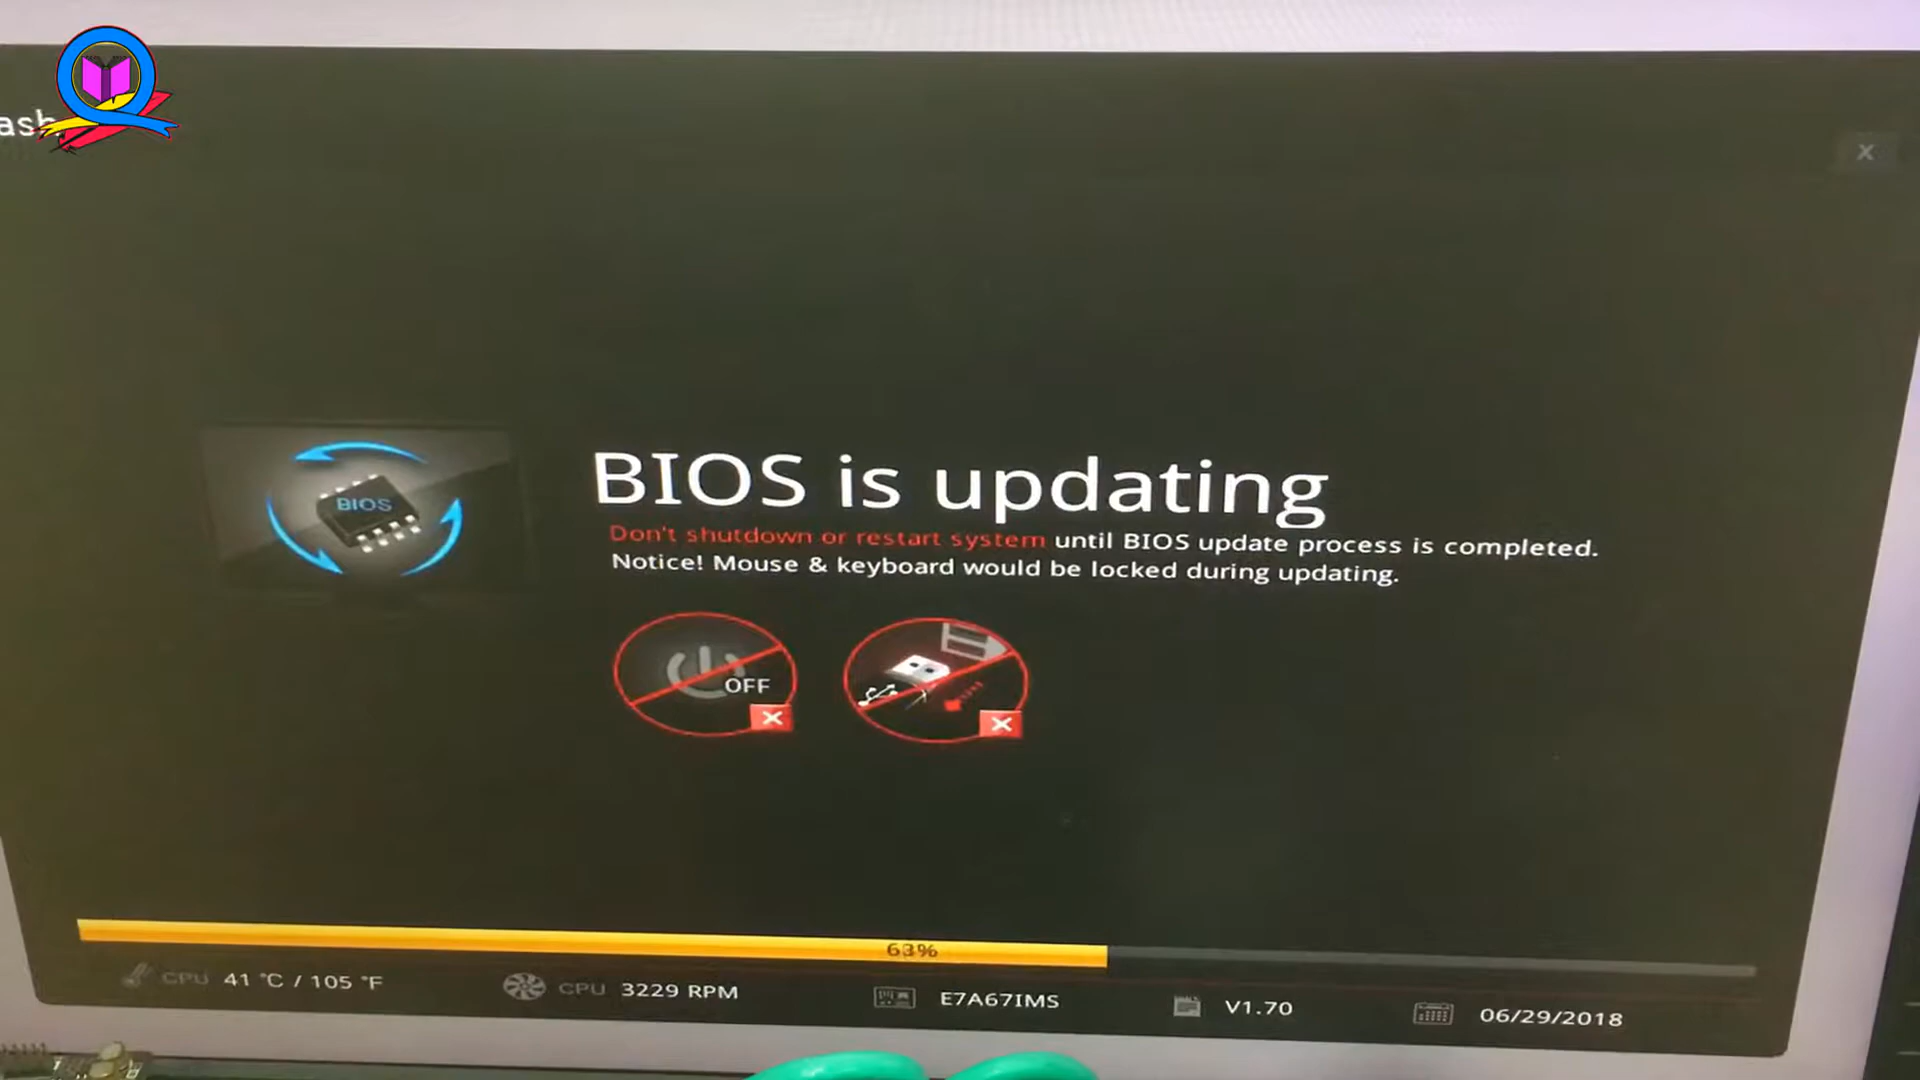 ash
X
BIOS
BIOS is updating
Don't shutdown or restart system until BIOS update process is completed.
Notice! Mouse & keyboard would be locked during updating.
OFF
63%
CPU 41 °C / 105 °F
CPU 3229 RPM
E7A67IMS
V1.70
06/29/2018